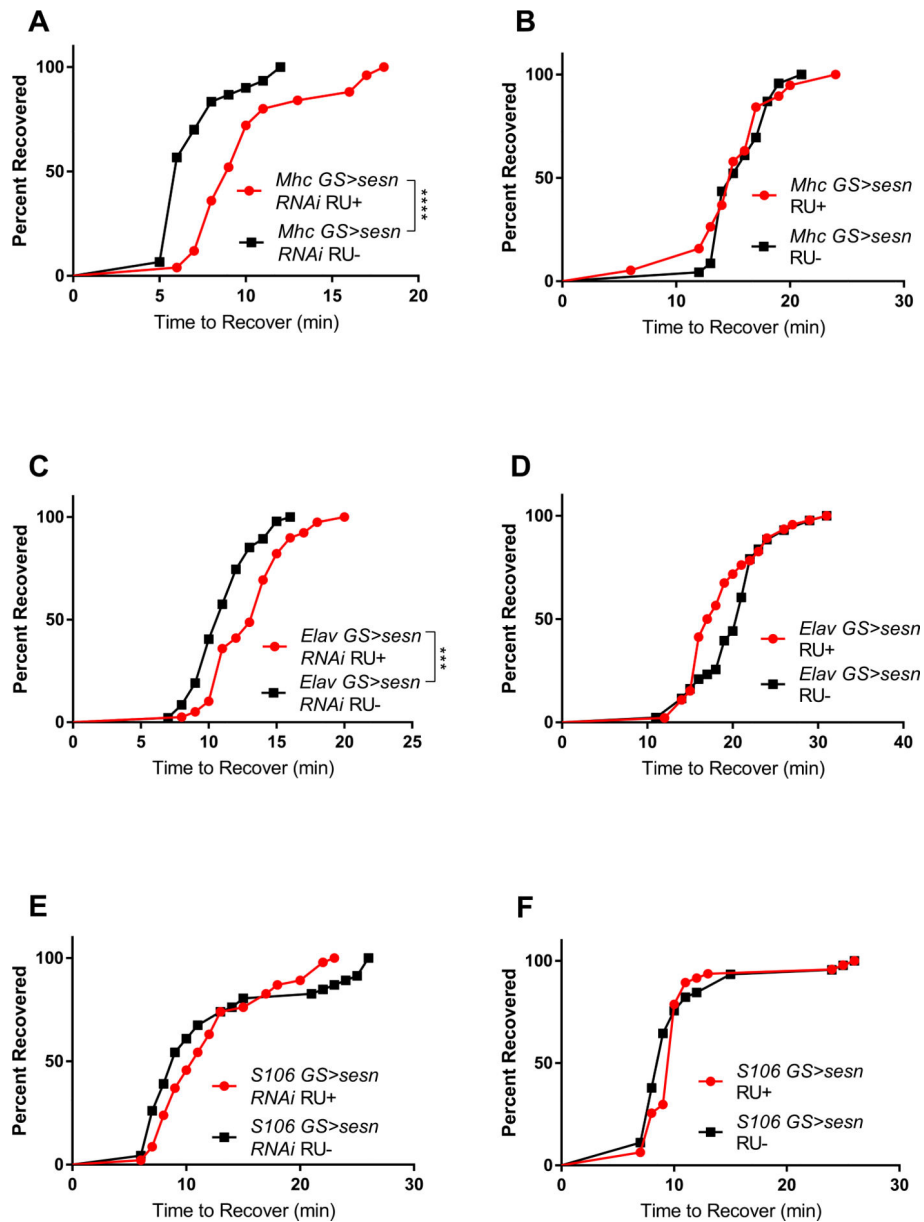 A
Percent Recovered
100
50
0
0
5
10
15
20
Time to Recover (min)
Mhc GS>sesn
RNAi RU+
Mhc GS>sesn
RNAi RU-
****
B
Percent Recovered
100
50
0
0
10
20
30
Time to Recover (min)
Mhc GS>sesn
RU+
Mhc GS>sesn
RU-
C
Percent Recovered
100
50
0
0
5
10
15
20
25
Time to Recover (min)
Elav GS>sesn
RNAi RU+
Elav GS>sesn
RNAi RU-
***
D
Percent Recovered
100
50
0
0
10
20
30
40
Time to Recover (min)
Elav GS>sesn
RU+
Elav GS>sesn
RU-
E
Percent Recovered
100
50
0
0
10
20
30
Time to Recover (min)
S106 GS>sesn
RNAi RU+
S106 GS>sesn
RNAi RU-
F
Percent Recovered
100
50
0
0
10
20
30
Time to Recover (min)
S106 GS>sesn
RU+
S106 GS>sesn
RU-